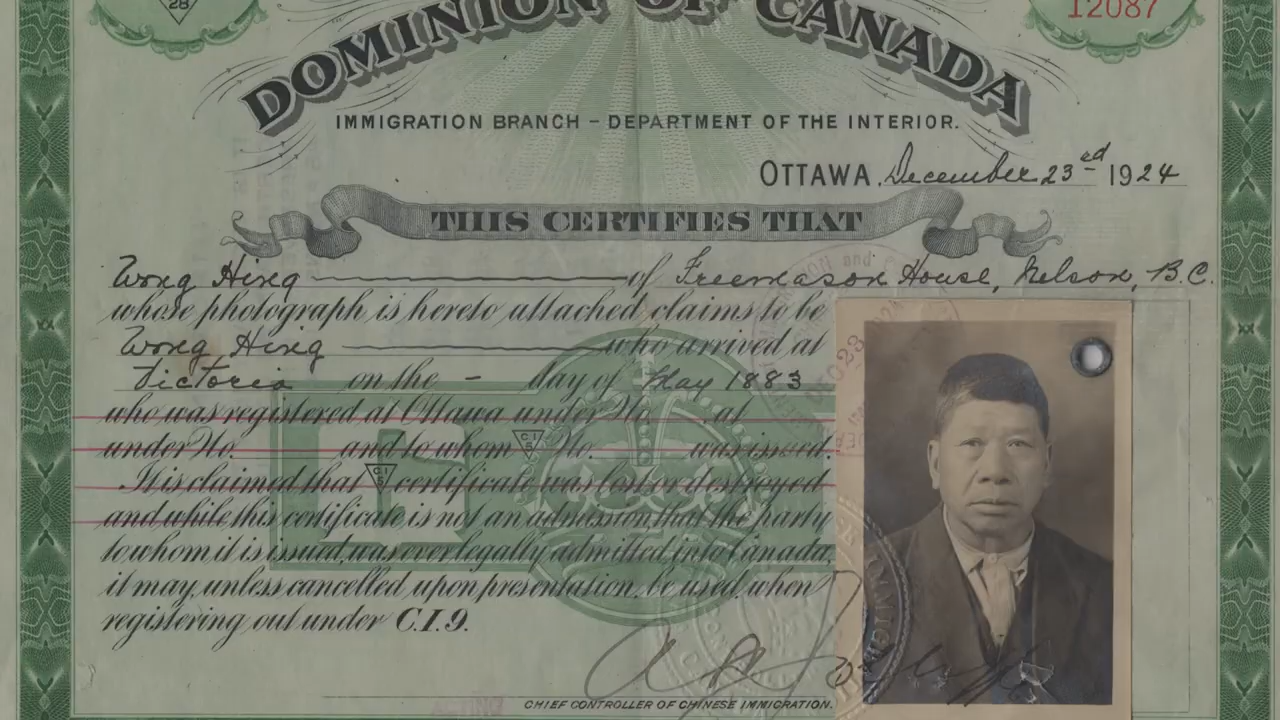 28
12087
DOMINION OF CANADA
IMMIGRATION BRANCH – DEPARTMENT OF THE INTERIOR.
OTTAWA, December 23rd 1924
THIS CERTIFIES THAT
Wong Hing of Freemason House, Nelson, B.C.
whose photograph is hereto attached claims to be
Wong Hing who arrived at
Victoria on the - day of May 1883
who was registered at Ottawa under No. at
under No. and to whom C.I. 5 No. was issued.
It is claimed that C.I. 5 certificate was lost or destroyed
and while this certificate is not an admission that the party
to whom it is issued, was ever legally admitted into Canada,
it may, unless cancelled upon presentation, be used when
registering out under C.I.9.
CHIEF CONTROLLER OF CHINESE IMMIGRATION.